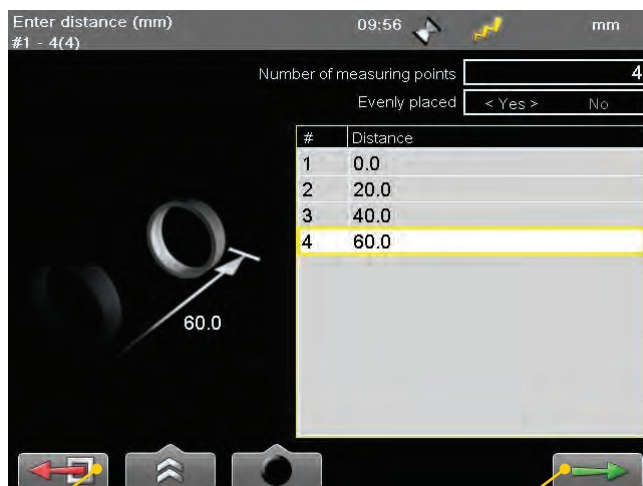 Enter distance (mm) 09:56 mm
#1 - 4(4)
Number of measuring points 4
Evenly placed < Yes > No
# Distance
1 0.0
2 20.0
3 40.0
4 60.0
60.0